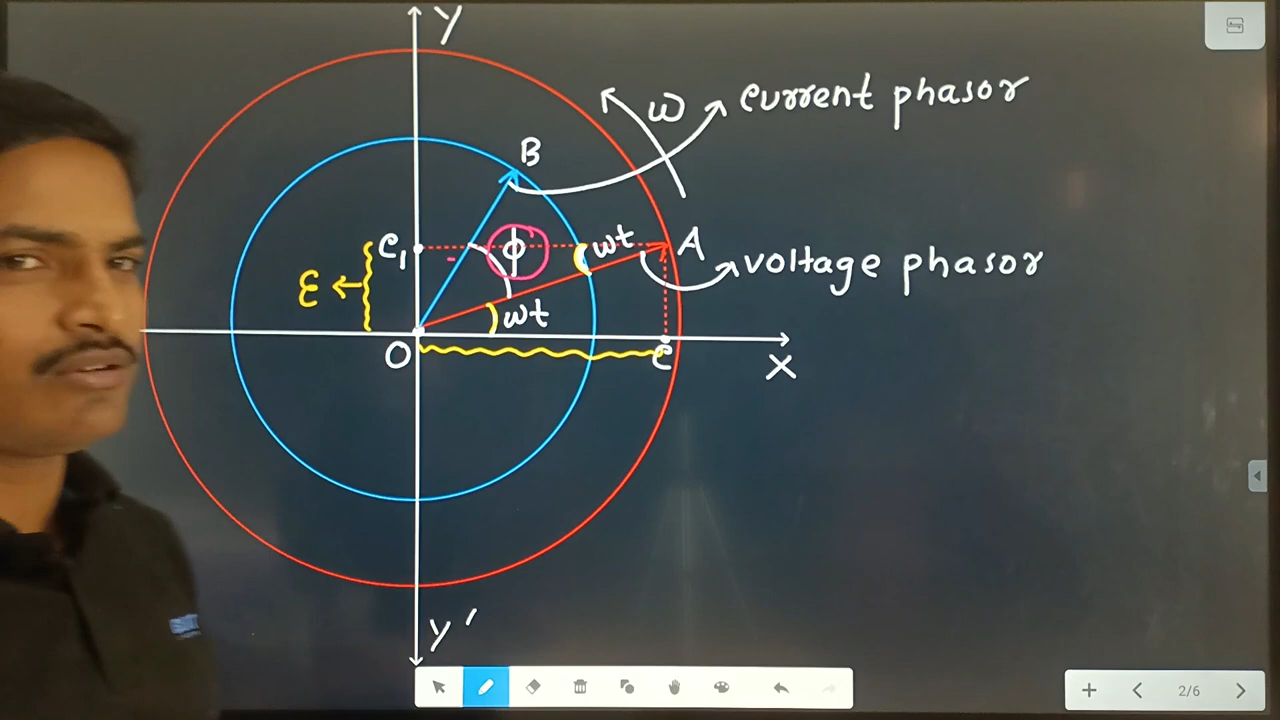 Y
B
ω
current phasor
C₁
ϕ
ωt
A
voltage phasor
ε
ωt
O
C
X
Y'
2/6